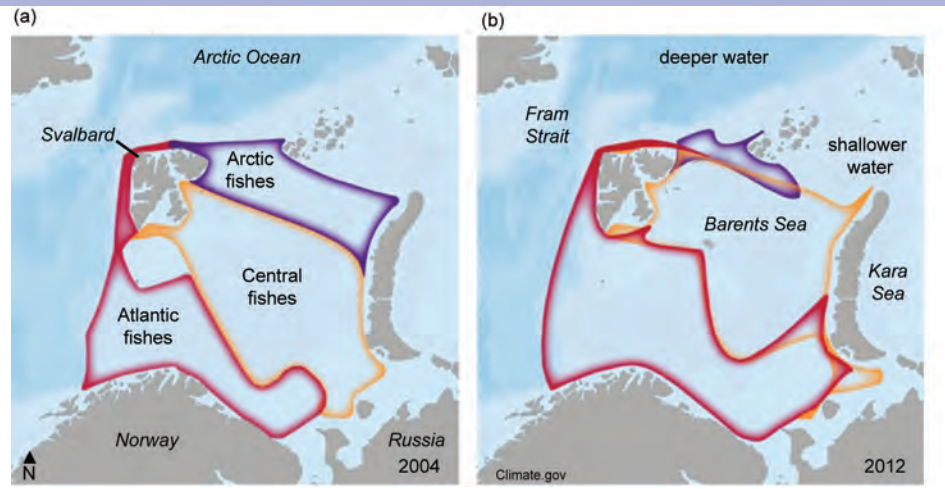 (a)
Arctic Ocean
Svalbard
Arctic
fishes
Central
fishes
Atlantic
fishes
Norway
Russia
N
2004
(b)
deeper water
Fram
Strait
shallower
water
Barents Sea
Kara
Sea
Climate.gov
2012